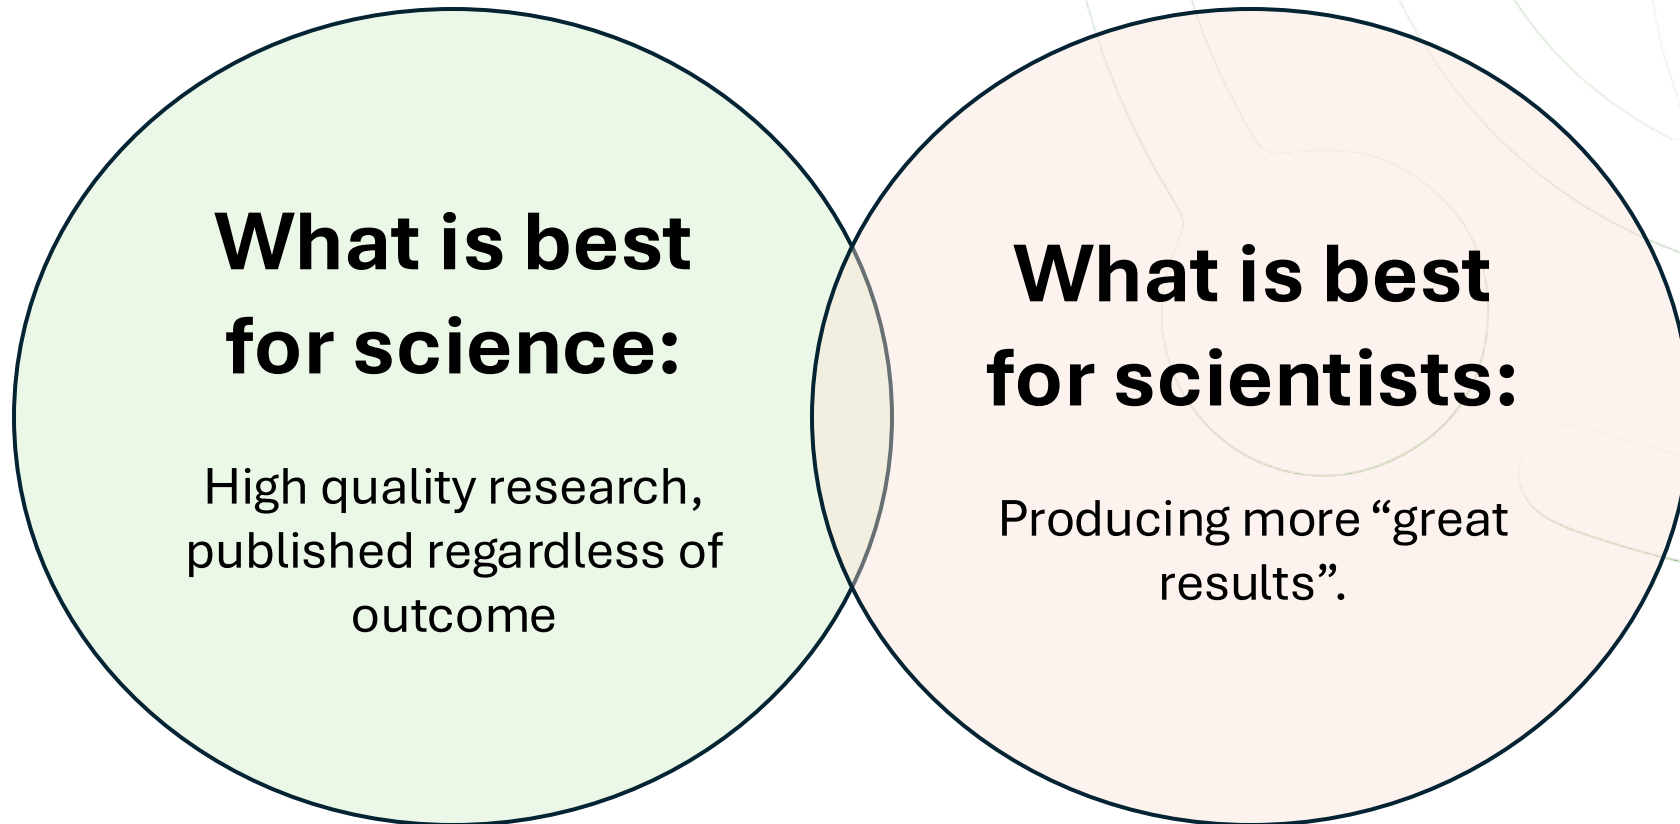 What is best
for science:
High quality research,
published regardless of
outcome
What is best
for scientists:
Producing more “great
results”.